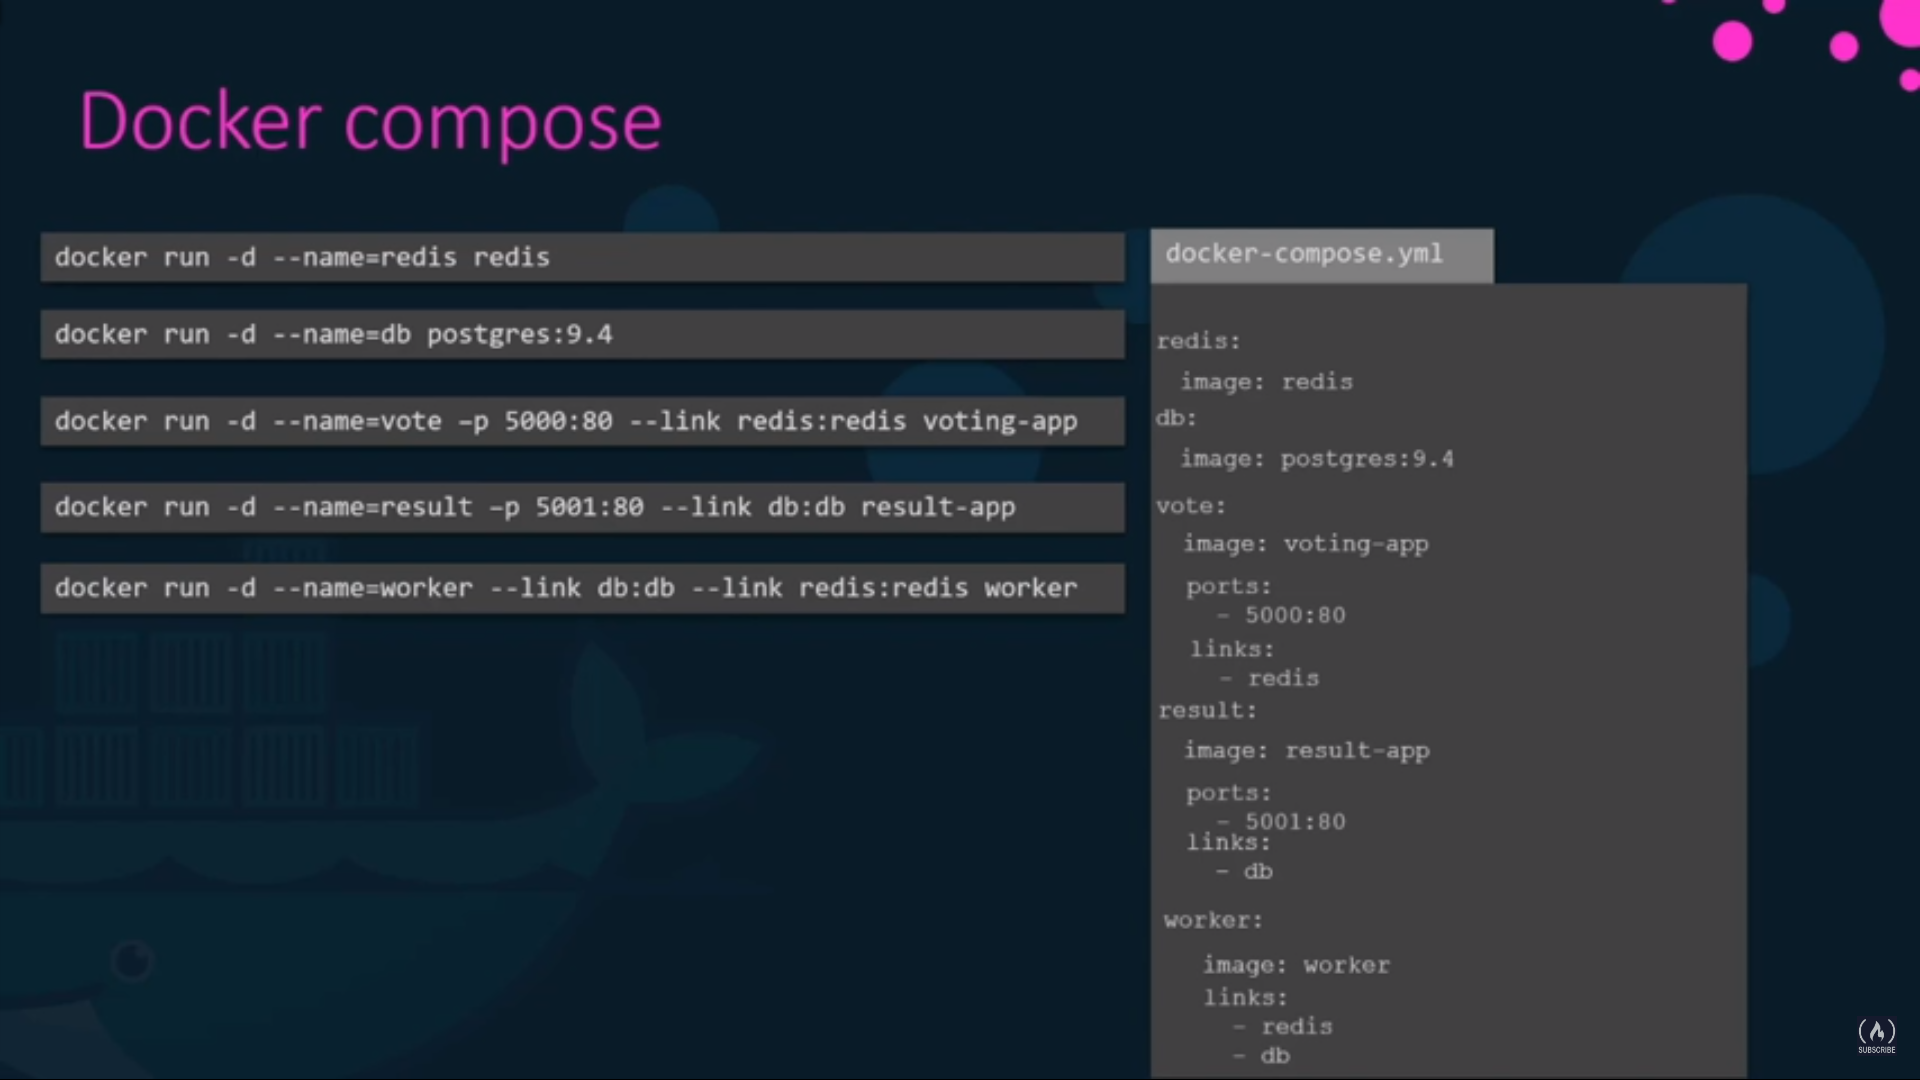 Docker compose
docker run -d --name=redis redis
docker run -d --name=db postgres:9.4
docker run -d --name=vote –p 5000:80 --link redis:redis voting-app
docker run -d --name=result –p 5001:80 --link db:db result-app
docker run -d --name=worker --link db:db --link redis:redis worker
docker-compose.yml
redis:
image: redis
db:
image: postgres:9.4
vote:
image: voting-app
ports:
- 5000:80
links:
- redis
result:
image: result-app
ports:
- 5001:80
links:
- db
worker:
image: worker
links:
- redis
- db
SUBSCRIBE